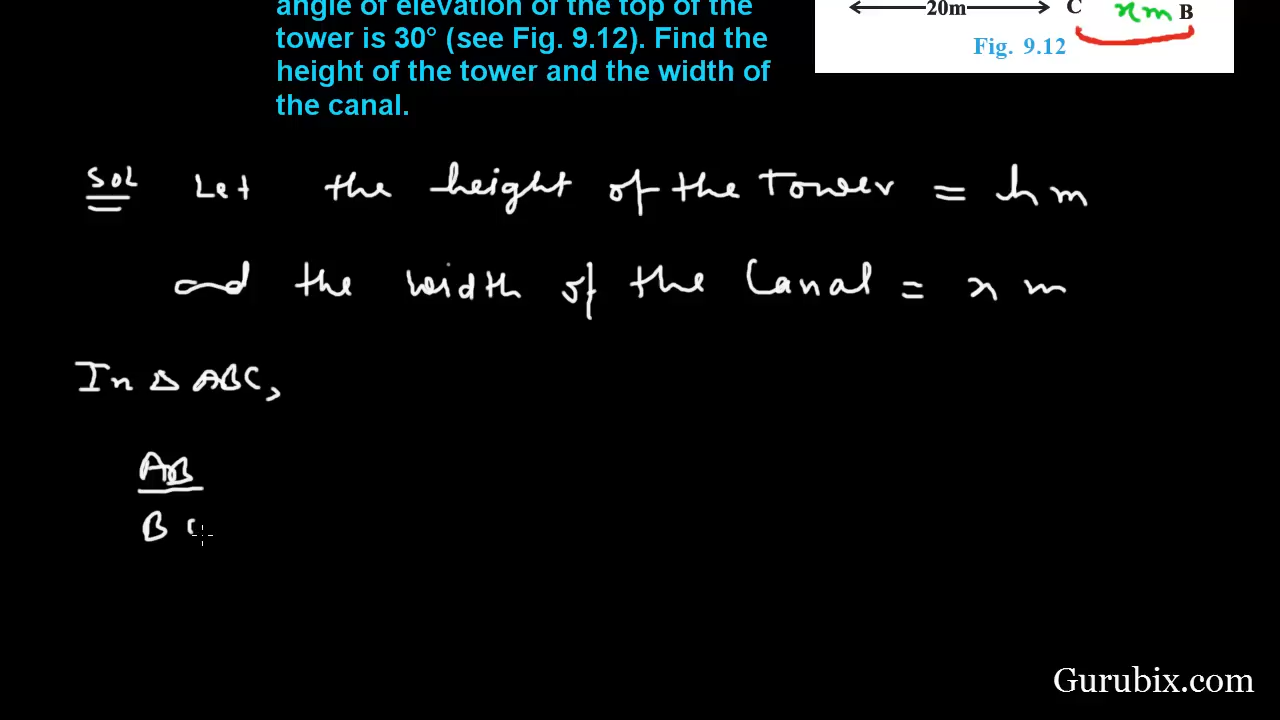 angle of elevation of the top of the
tower is 30° (see Fig. 9.12). Find the
height of the tower and the width of
the canal.
20m C x m B
Fig. 9.12
Sol Let the height of the Tower = h m
and the width of the Canal = x m
In Δ ABC,
AB
B C
Gurubix.com